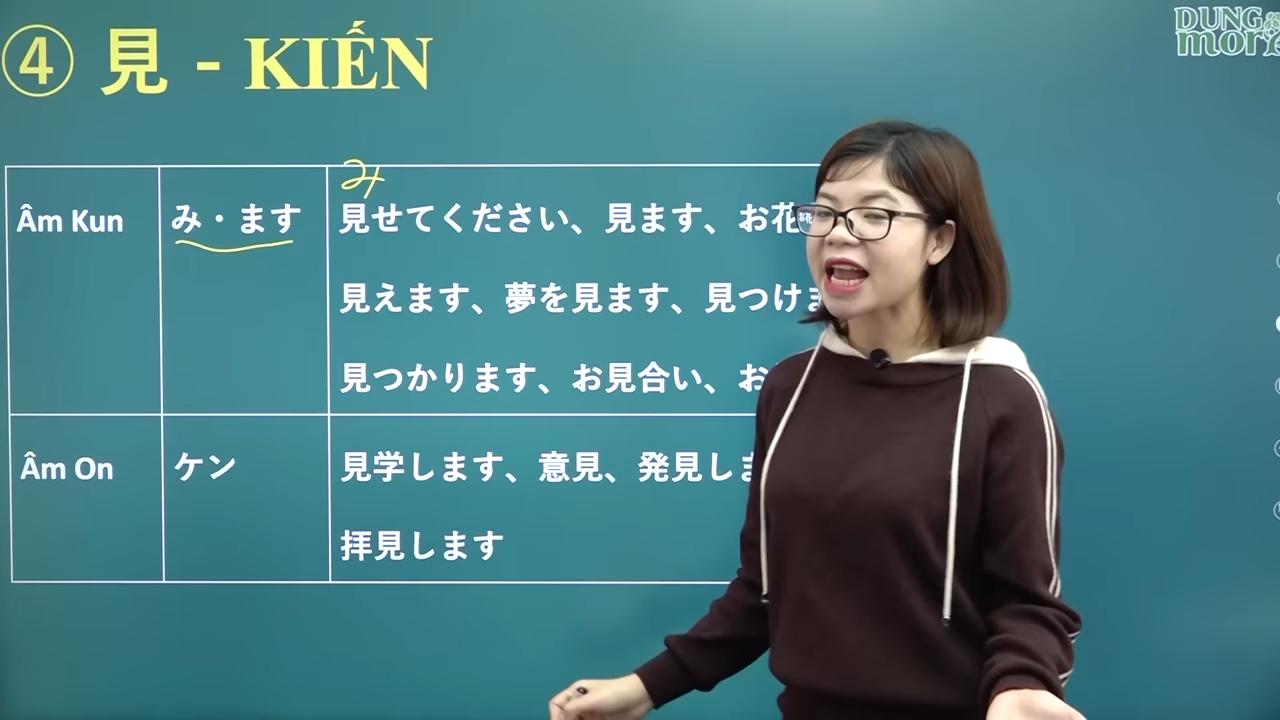 ④ 見 - KIẾN
DUNG
mori
み
Âm Kun
み・ます
見せてください、見ます、お花
見えます、夢を見ます、見つけま
見つかります、お見合い、お
Âm On
ケン
見学します、意見、発見しま
拝見します